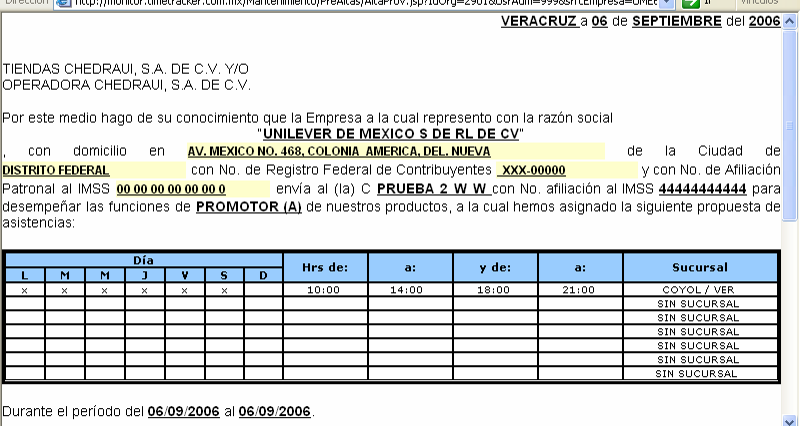 Dirección http://monitor.timetracker.com.mx/Mantenimiento/PreAltas/AltaProv.jsp?IdOrg=2901&UsrAdm=999&srcEmpresa= Ir Vínculos
VERACRUZ a 06 de SEPTIEMBRE del 2006
TIENDAS CHEDRAUI, S.A. DE C.V. Y/O
OPERADORA CHEDRAUI, S.A. DE C.V.
Por este medio hago de su conocimiento que la Empresa a la cual represento con la razón social
"UNILEVER DE MEXICO S DE RL DE CV"
, con domicilio en AV. MEXICO NO. 468, COLONIA AMERICA, DEL. NUEVA de la Ciudad de
DISTRITO FEDERAL con No. de Registro Federal de Contribuyentes XXX-00000 y con No. de Afiliación
Patronal al IMSS 00 00 00 00 00 00 0 envía al (la) C PRUEBA 2 W W con No. afiliación al IMSS 44444444444 para
desempeñar las funciones de PROMOTOR (A) de nuestros productos, a la cual hemos asignado la siguiente propuesta de
asistencias:
Día Hrs de: a: y de: a: Sucursal
L M M J V S D
x x x x x x 10:00 14:00 18:00 21:00 COYOL / VER
SIN SUCURSAL
SIN SUCURSAL
SIN SUCURSAL
SIN SUCURSAL
SIN SUCURSAL
SIN SUCURSAL
Durante el período del 06/09/2006 al 06/09/2006.